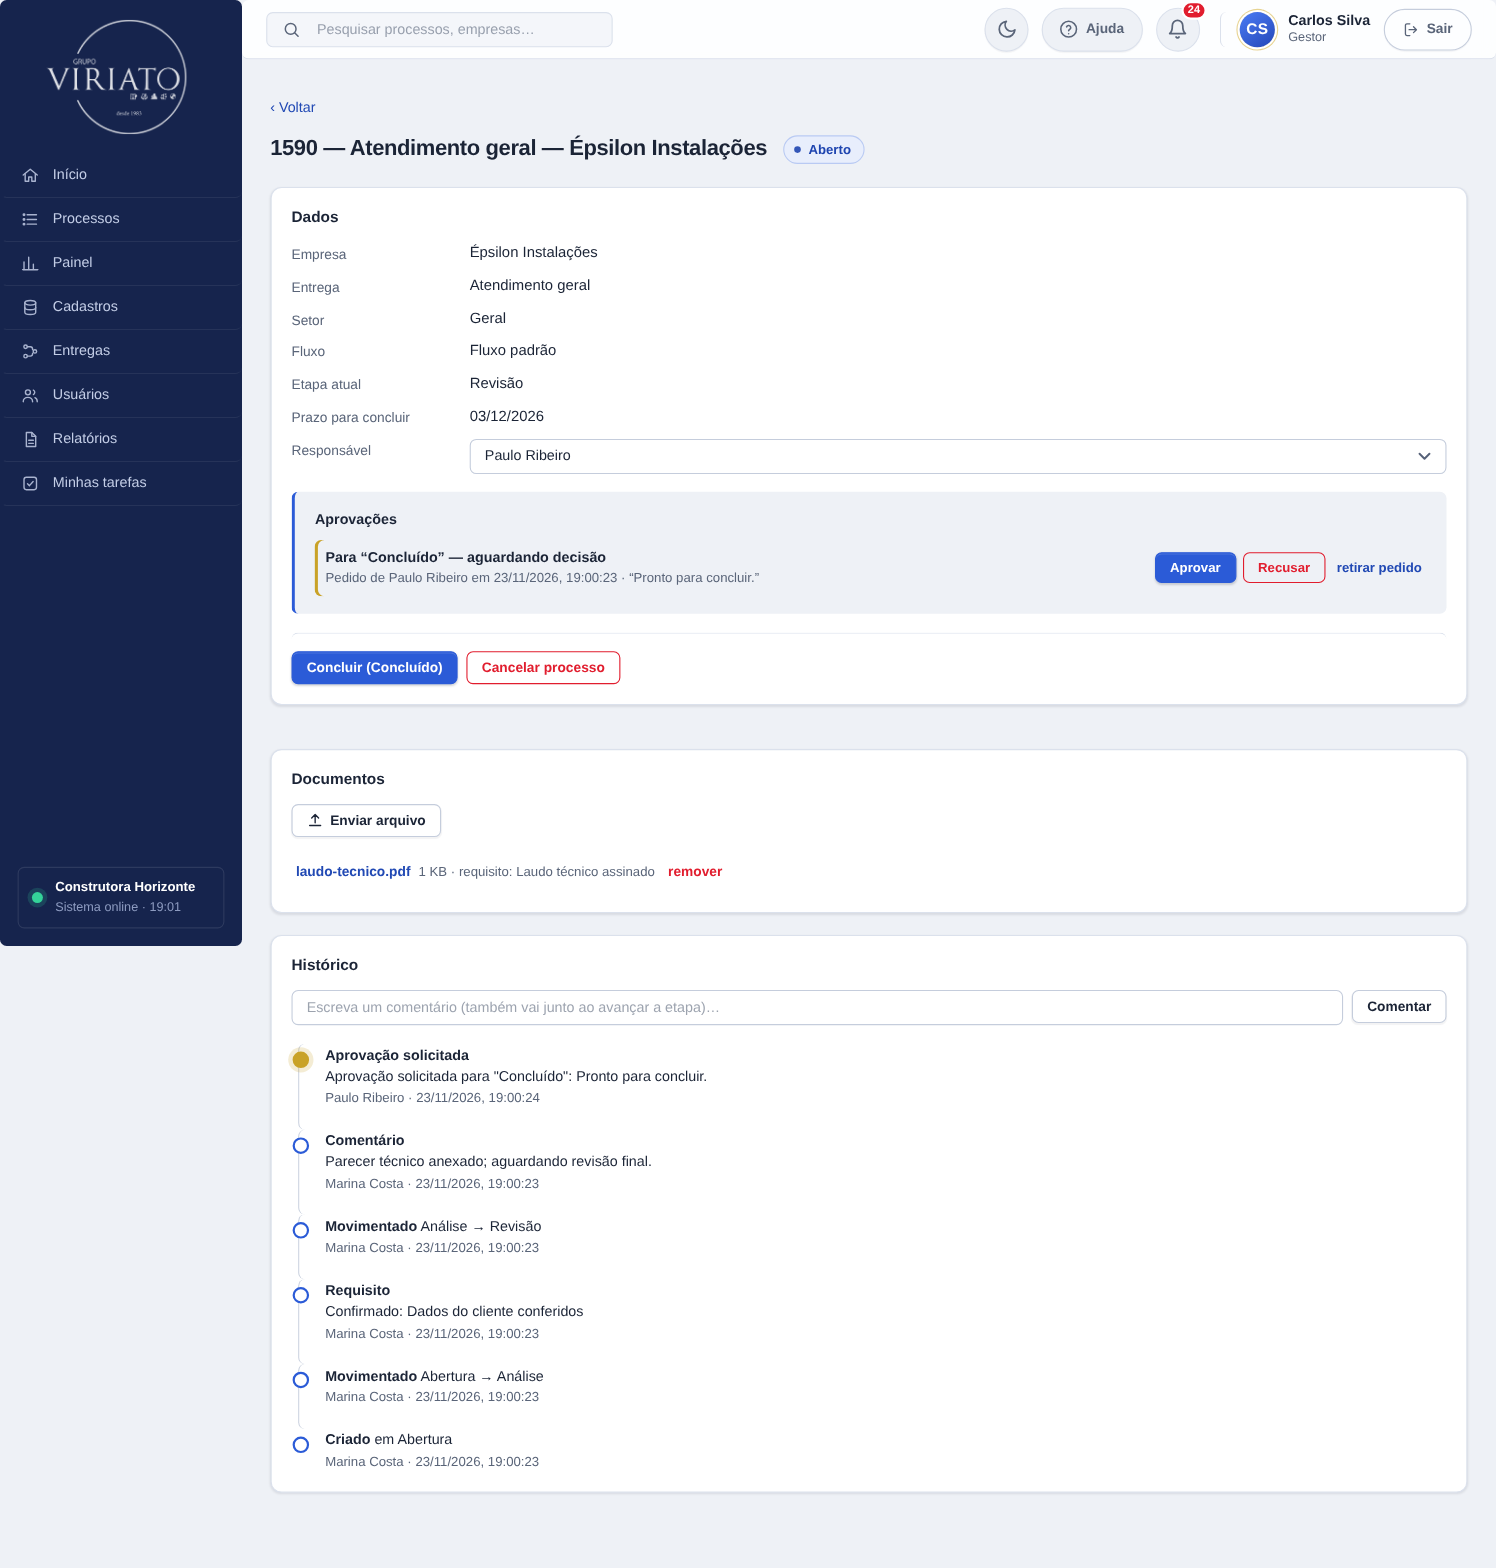 GRUPO
VIRIATO
desde 1983
Início
Processos
Painel
Cadastros
Entregas
Usuários
Relatórios
Minhas tarefas
Construtora Horizonte
Sistema online · 19:01
Pesquisar processos, empresas…
Ajuda
24
CS
Carlos Silva
Gestor
Sair
‹ Voltar
1590 — Atendimento geral — Épsilon Instalações
Aberto
Dados
Empresa Épsilon Instalações
Entrega Atendimento geral
Setor Geral
Fluxo Fluxo padrão
Etapa atual Revisão
Prazo para concluir 03/12/2026
Responsável Paulo Ribeiro
Aprovações
Para “Concluído” — aguardando decisão
Pedido de Paulo Ribeiro em 23/11/2026, 19:00:23 · “Pronto para concluir.”
Aprovar Recusar retirar pedido
Concluir (Concluído) Cancelar processo
Documentos
Enviar arquivo
laudo-tecnico.pdf 1 KB · requisito: Laudo técnico assinado remover
Histórico
Escreva um comentário (também vai junto ao avançar a etapa)…
Comentar
Aprovação solicitada
Aprovação solicitada para "Concluído": Pronto para concluir.
Paulo Ribeiro · 23/11/2026, 19:00:24
Comentário
Parecer técnico anexado; aguardando revisão final.
Marina Costa · 23/11/2026, 19:00:23
Movimentado Análise → Revisão
Marina Costa · 23/11/2026, 19:00:23
Requisito
Confirmado: Dados do cliente conferidos
Marina Costa · 23/11/2026, 19:00:23
Movimentado Abertura → Análise
Marina Costa · 23/11/2026, 19:00:23
Criado em Abertura
Marina Costa · 23/11/2026, 19:00:23